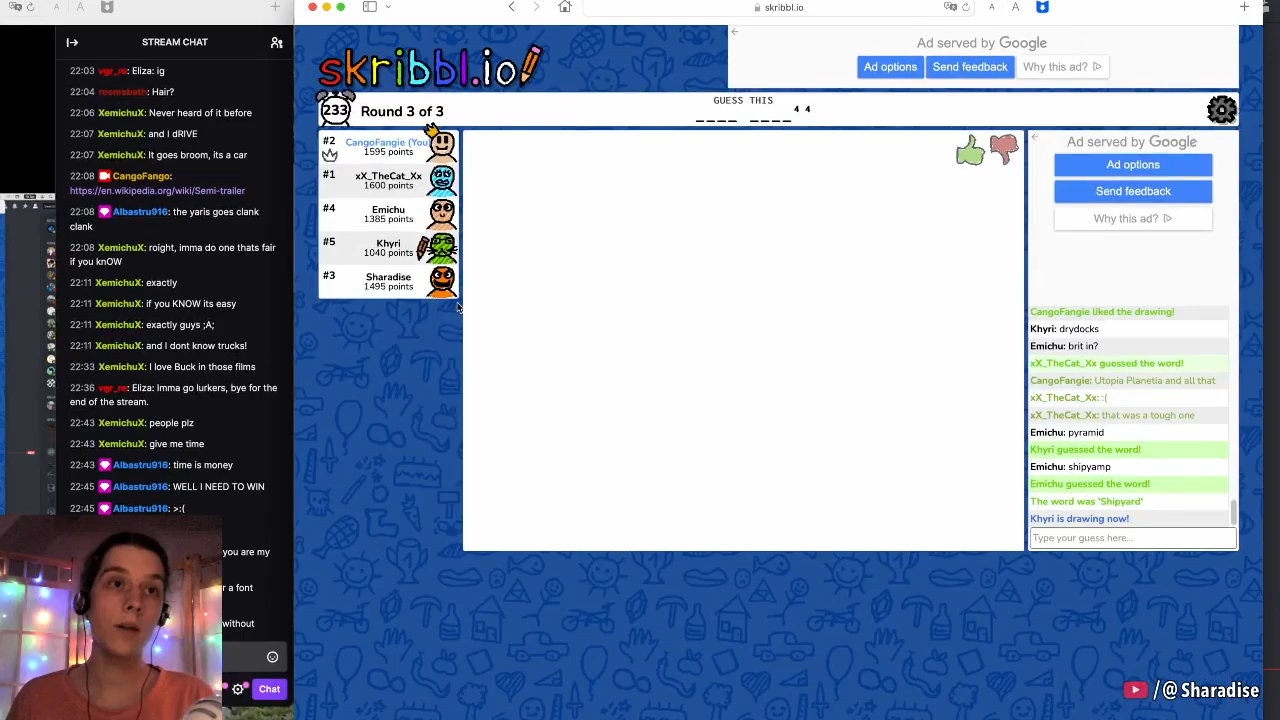 skribbl.io
STREAM CHAT
22:03 vgr_ro: Eliza: ig
22:04 roomsbath: Hair?
22:05 XemichuX: Never heard of it before
22:07 XemichuX: and I dRIVE
22:07 XemichuX: It goes broom, its a car
22:08 CangoFangio:
https://en.wikipedia.org/wiki/Semi-trailer
22:08 Albastru916: the yaris goes clank
clank
22:08 XemichuX: roight, imma do one thats fair
if you knOW
22:11 XemichuX: exactly
22:11 XemichuX: if you KNOW its easy
22:11 XemichuX: exactly guys ;A;
22:11 XemichuX: and I dont know trucks!
22:33 XemichuX: I love Buck in those films
22:36 vgr_ro: Eliza: Imma go lurkers, bye for the
end of the stream.
22:43 XemichuX: people plz
22:43 XemichuX: give me time
22:43 Albastru916: time is money
22:45 Albastru916: WELL I NEED TO WIN
22:45 Albastru916: >:(
you are my
r a font
without
Chat
skribbl.io
Ad served by Google
Ad options Send feedback Why this ad?
233 Round 3 of 3
GUESS THIS
____ ____ 4 4
#2 CangoFangie (You)
1595 points
#1 xX_TheCat_Xx
1600 points
#4 Emichu
1385 points
#5 Khyri
1040 points
#3 Sharadise
1495 points
Ad served by Google
Ad options
Send feedback
Why this ad?
CangoFangie liked the drawing!
Khyri: drydocks
Emichu: brit in?
xX_TheCat_Xx guessed the word!
CangoFangie: Utopia Planetia and all that
xX_TheCat_Xx: :(
xX_TheCat_Xx: that was a tough one
Emichu: pyramid
Khyri guessed the word!
Emichu: shipyamp
Emichu guessed the word!
The word was 'Shipyard'
Khyri is drawing now!
Type your guess here...
/@Sharadise